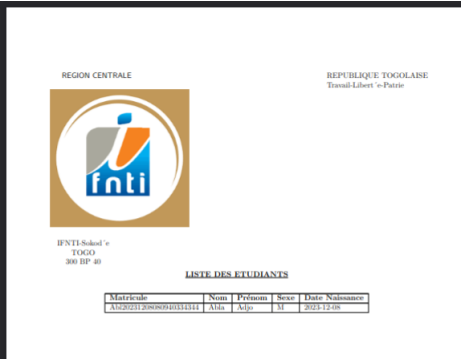 REGION CENTRALE
REPUBLIQUE TOGOLAISE
Travail-Libert ´e-Patrie
ifnti
IFNTI-Sokod ´e
TOGO
300 BP 40
LISTE DES ETUDIANTS
Matricule Nom Prénom Sexe Date Naissance
Abl20231208080940334344 Abla Adjo M 2023-12-08